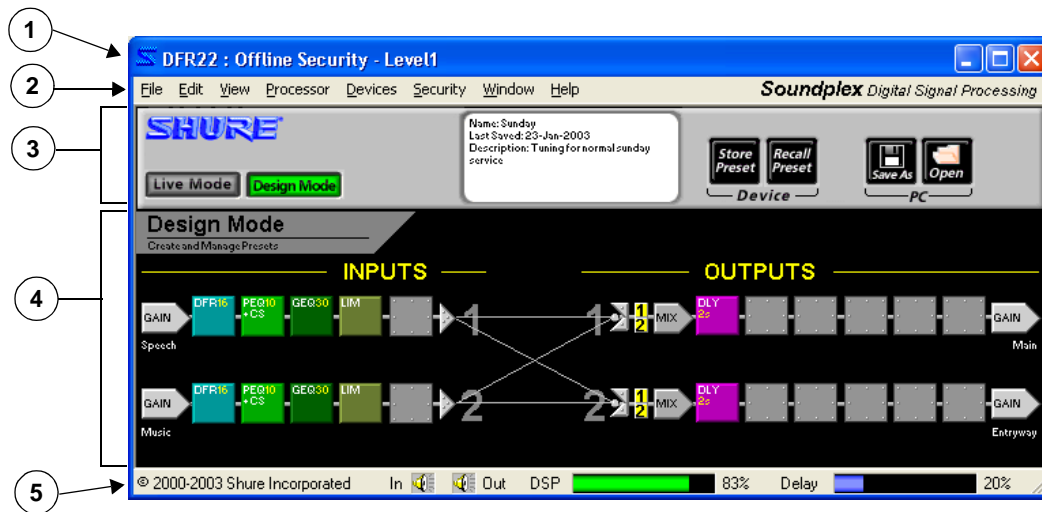 1
DFR22 : Offline Security - Level1
2
File Edit View Processor Devices Security Window Help
Soundplex Digital Signal Processing
3
SHURE
Name: Sunday
Last Saved: 23-Jan-2003
Description: Tuning for normal sunday
service
Store Preset
Recall Preset
Device
Save As
Open
PC
Live Mode
Design Mode
4
Design Mode
Create and Manage Presets
INPUTS
OUTPUTS
GAIN DFR16 PEQ10 +CS GEQ30 LIM 1 1 1 2 MIX DLY 2s GAIN
Speech
Main
GAIN DFR16 PEQ10 +CS GEQ30 LIM 2 2 1 2 MIX DLY 2s GAIN
Music
Entryway
5
© 2000-2003 Shure Incorporated In Out DSP 83% Delay 20%